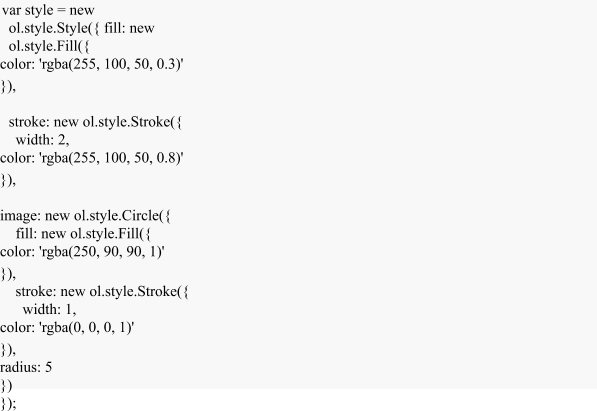 var style = new
ol.style.Style({ fill: new
ol.style.Fill({
color: 'rgba(255, 100, 50, 0.3)'
}),
stroke: new ol.style.Stroke({
width: 2,
color: 'rgba(255, 100, 50, 0.8)'
}),
image: new ol.style.Circle({
fill: new ol.style.Fill({
color: 'rgba(250, 90, 90, 1)'
}),
stroke: new ol.style.Stroke({
width: 1,
color: 'rgba(0, 0, 0, 1)'
}),
radius: 5
})
});